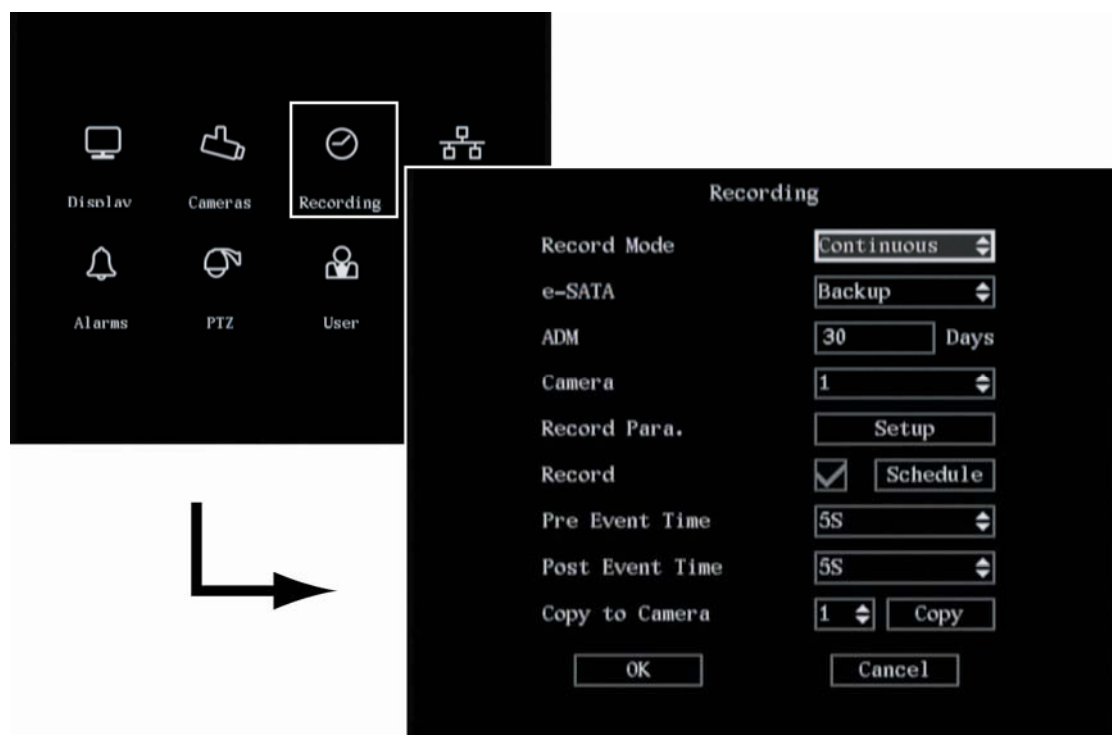 Display Cameras Recording
Alarms PTZ User
Recording
Record Mode Continuous
e-SATA Backup
ADM 30 Days
Camera 1
Record Para. Setup
Record Schedule
Pre Event Time 5S
Post Event Time 5S
Copy to Camera 1 Copy
OK Cancel